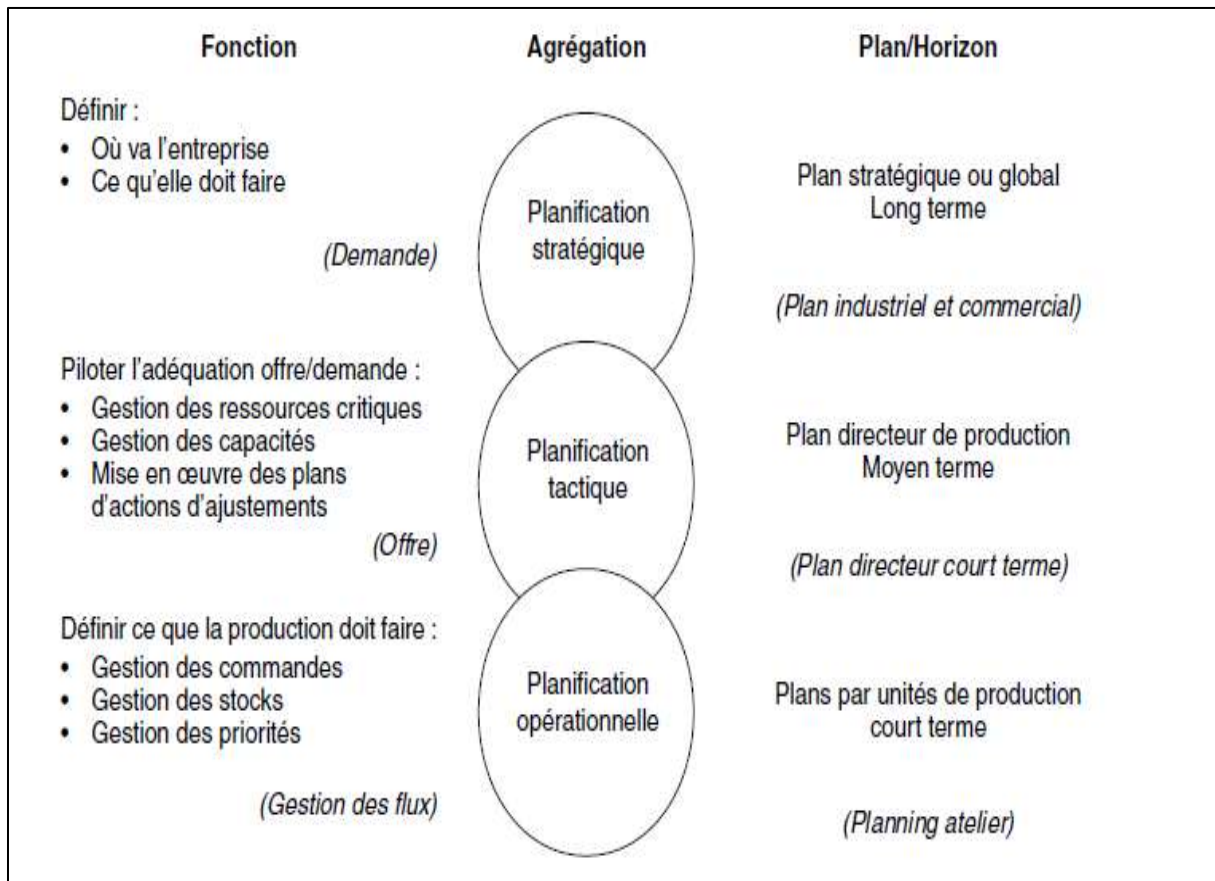 Fonction
Agrégation
Plan/Horizon
Définir :
• Où va l'entreprise
• Ce qu'elle doit faire
(Demande)
Planification
stratégique
Plan stratégique ou global
Long terme
(Plan industriel et commercial)
Piloter l'adéquation offre/demande :
• Gestion des ressources critiques
• Gestion des capacités
• Mise en œuvre des plans
d'actions d'ajustements
(Offre)
Planification
tactique
Plan directeur de production
Moyen terme
(Plan directeur court terme)
Définir ce que la production doit faire :
• Gestion des commandes
• Gestion des stocks
• Gestion des priorités
(Gestion des flux)
Planification
opérationnelle
Plans par unités de production
court terme
(Planning atelier)